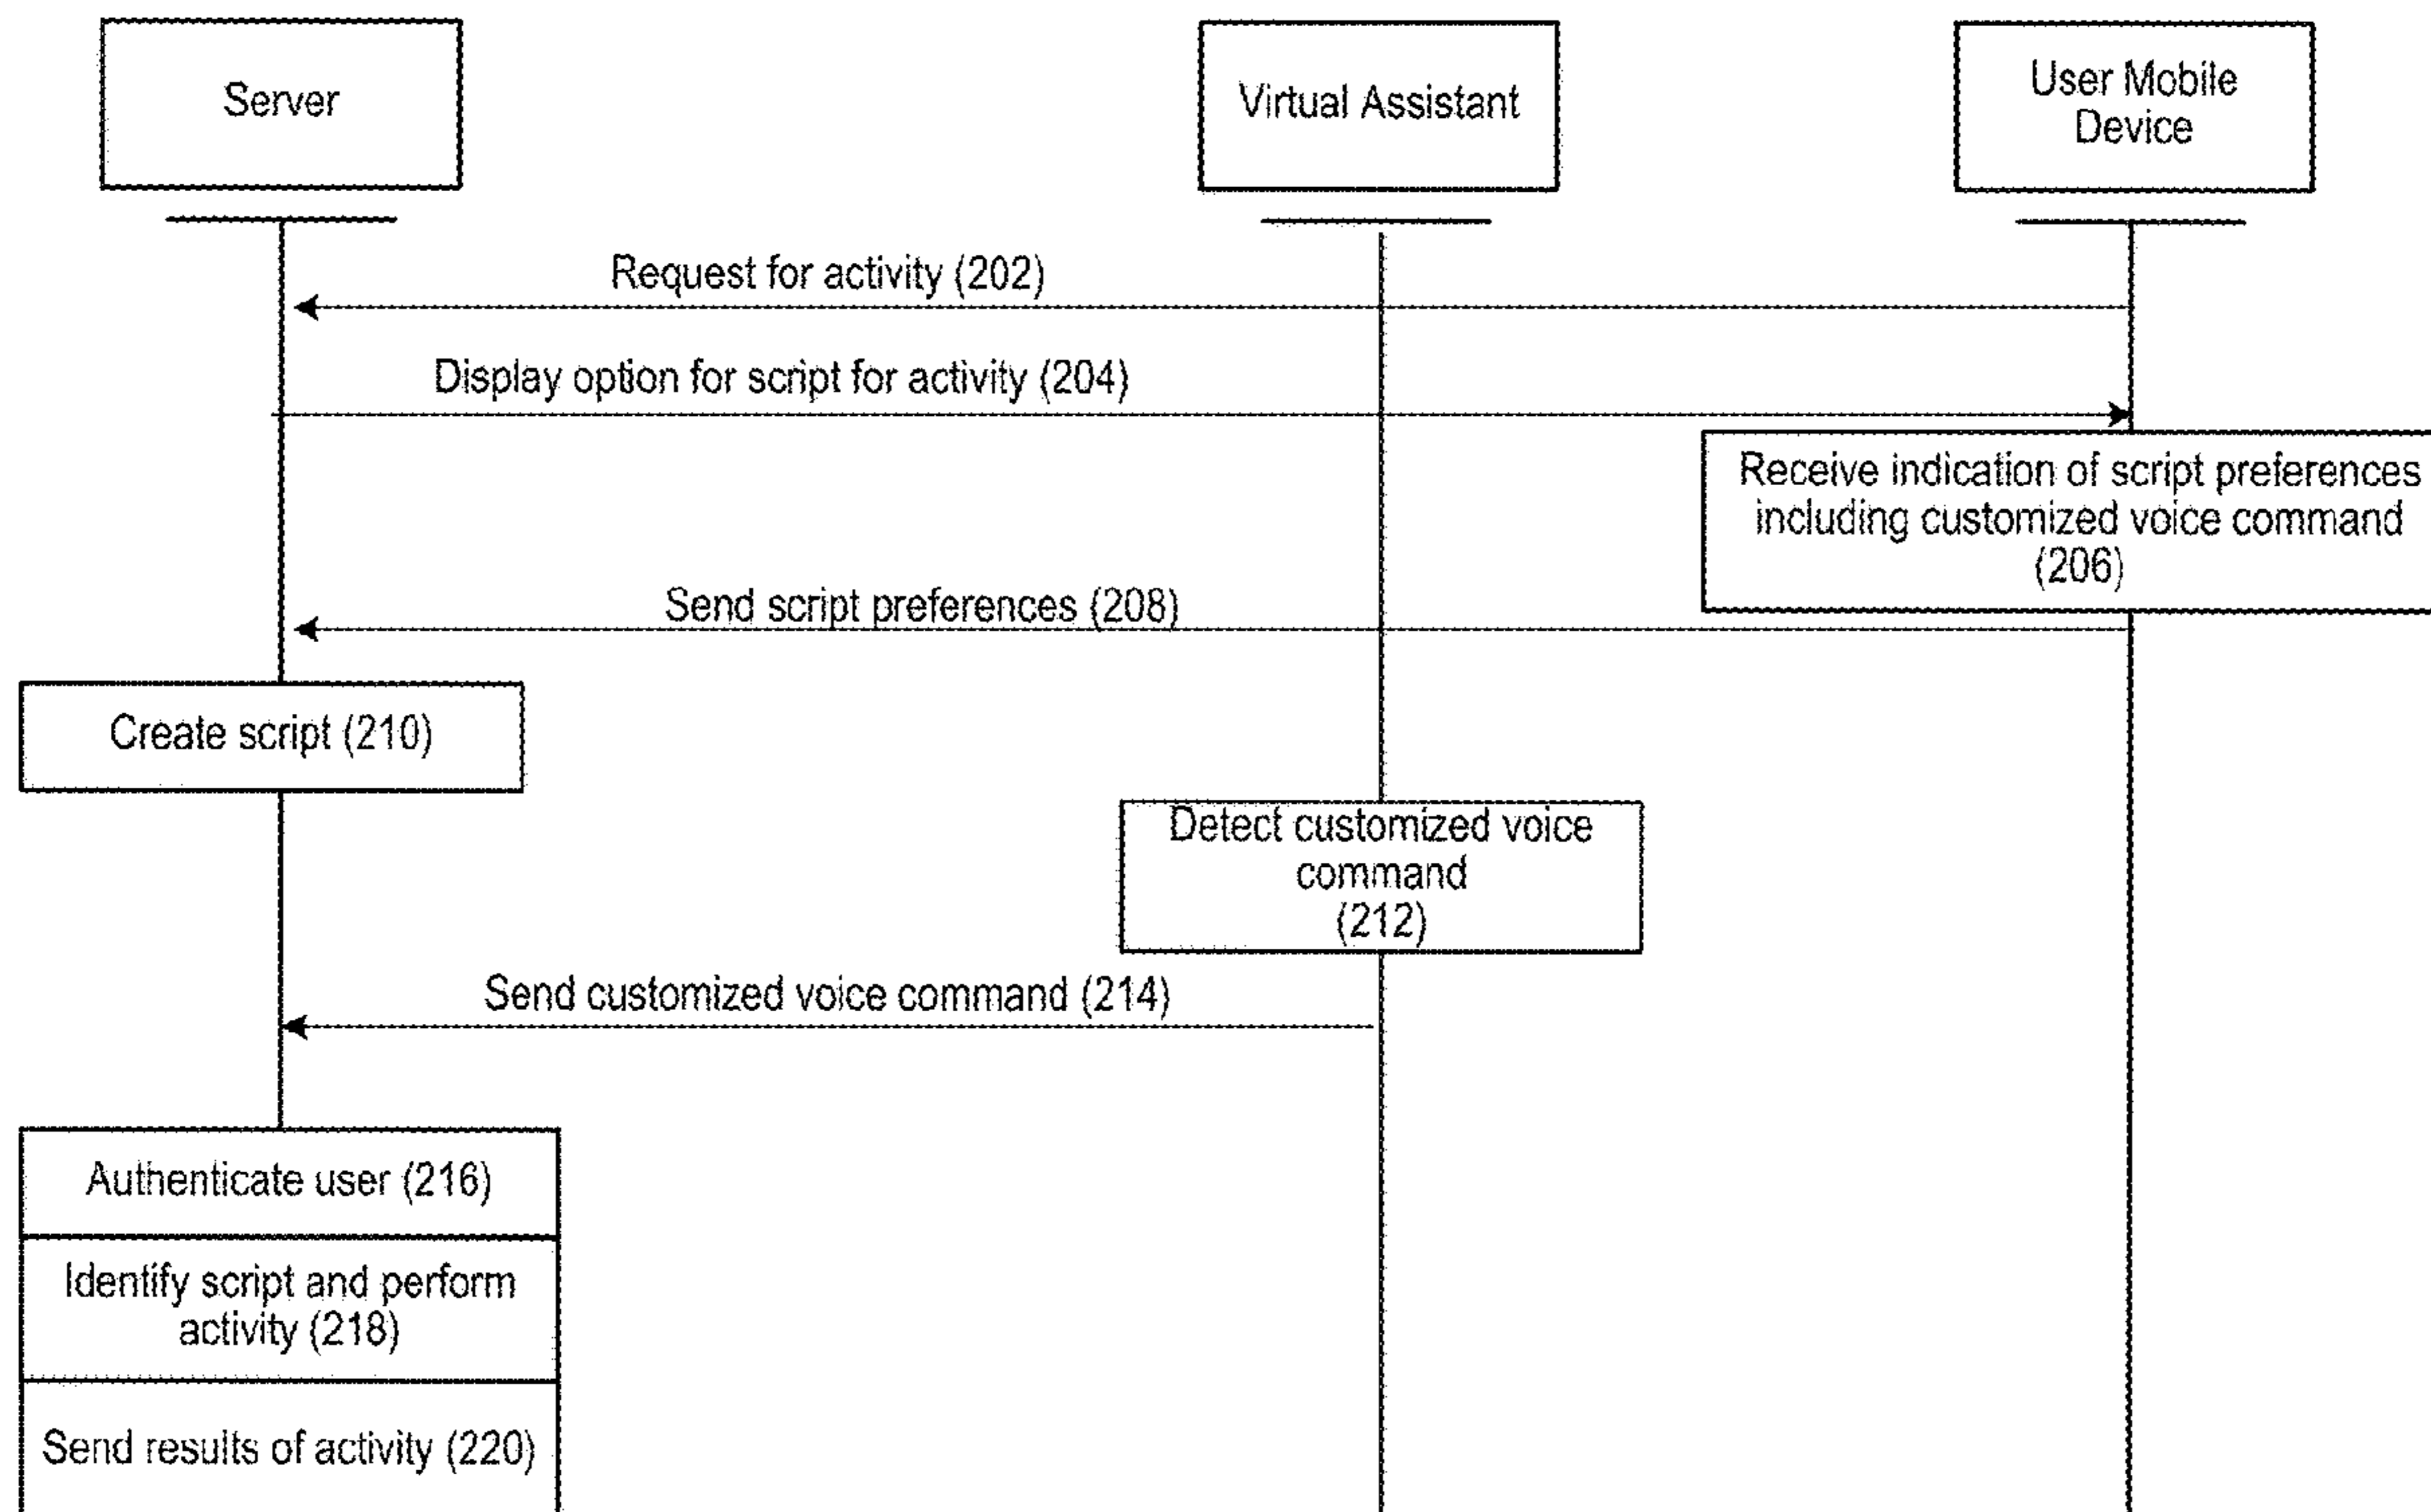 Server
Virtual Assistant
User Mobile
Device
Request for activity (202)
Display option for script for activity (204)
Receive indication of script preferences
including customized voice command
(206)
Send script preferences (208)
Create script (210)
Detect customized voice
command
(212)
Send customized voice command (214)
Authenticate user (216)
Identify script and perform
activity (218)
Send results of activity (220)